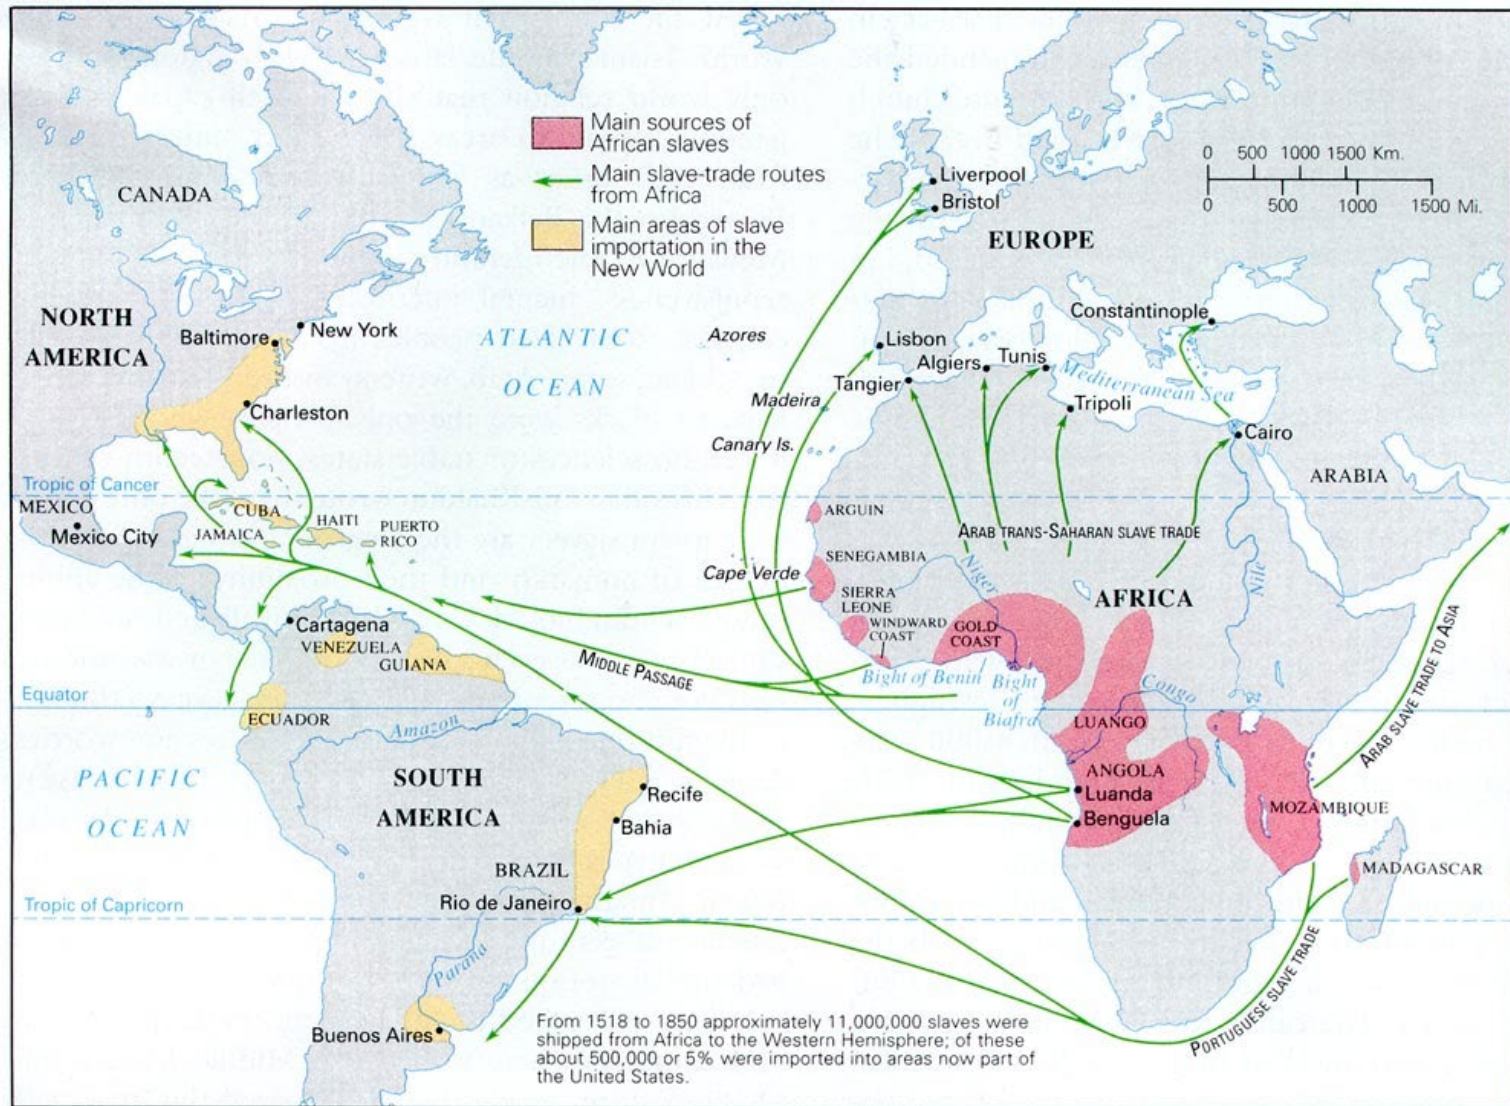 Main sources of
African slaves
Main slave-trade routes
from Africa
Main areas of slave
importation in the
New World
0 500 1000 1500 Km.
0 500 1000 1500 Mi.
CANADA
Liverpool
Bristol
EUROPE
NORTH
AMERICA
Baltimore
New York
Charleston
ATLANTIC
OCEAN
Azores
Madeira
Canary Is.
Lisbon
Algiers
Tunis
Tangier
Constantinople
Mediterranean Sea
Tripoli
Cairo
ARABIA
Tropic of Cancer
MEXICO
Mexico City
CUBA
JAMAICA
HAITI
PUERTO
RICO
ARGUIN
ARAB TRANS-SAHARAN SLAVE TRADE
SENEGAMBIA
Cape Verde
SIERRA
LEONE
WINDWARD
COAST
GOLD
COAST
Niger
Nile
AFRICA
Cartagena
VENEZUELA
GUIANA
MIDDLE PASSAGE
Bight of Benin
Bight
of
Biafra
Congo
Equator
ECUADOR
Amazon
LUANGO
ARAB SLAVE TRADE TO ASIA
PACIFIC
OCEAN
SOUTH
AMERICA
Recife
Bahia
ANGOLA
Luanda
Benguela
MOZAMBIQUE
MADAGASCAR
BRAZIL
Rio de Janeiro
Tropic of Capricorn
Paraná
Buenos Aires
PORTUGUESE SLAVE TRADE
From 1518 to 1850 approximately 11,000,000 slaves were
shipped from Africa to the Western Hemisphere; of these
about 500,000 or 5% were imported into areas now part of
the United States.